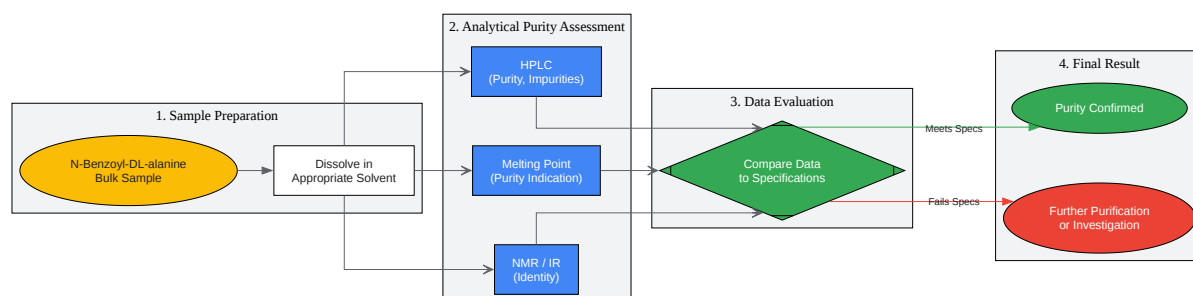 1. Sample Preparation
N-Benzoyl-DL-alanine
Bulk Sample
Dissolve in
Appropriate Solvent
2. Analytical Purity Assessment
HPLC
(Purity, Impurities)
Melting Point
(Purity Indication)
NMR / IR
(Identity)
3. Data Evaluation
Compare Data
to Specifications
Meets Specs
Fails Specs
4. Final Result
Purity Confirmed
Further Purification
or Investigation